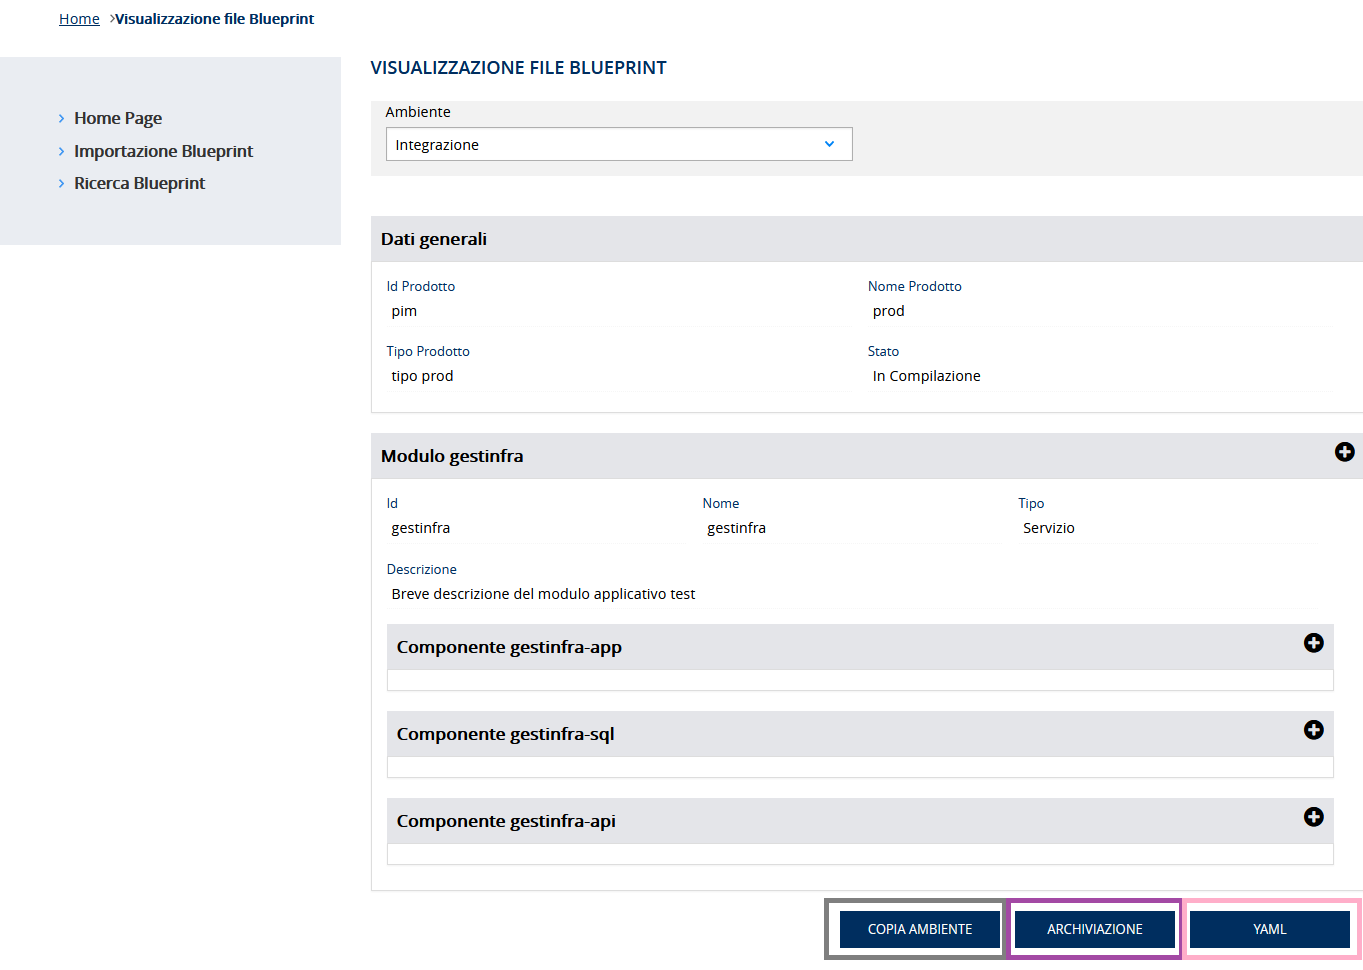 Home › Visualizzazione file Blueprint
Home Page
Importazione Blueprint
Ricerca Blueprint
VISUALIZZAZIONE FILE BLUEPRINT
Ambiente
Integrazione
Dati generali
Id Prodotto Nome Prodotto
pim prod
Tipo Prodotto Stato
tipo prod In Compilazione
Modulo gestinfra
Id Nome Tipo
gestinfra gestinfra Servizio
Descrizione
Breve descrizione del modulo applicativo test
Componente gestinfra-app
Componente gestinfra-sql
Componente gestinfra-api
COPIA AMBIENTE ARCHIVIAZIONE YAML